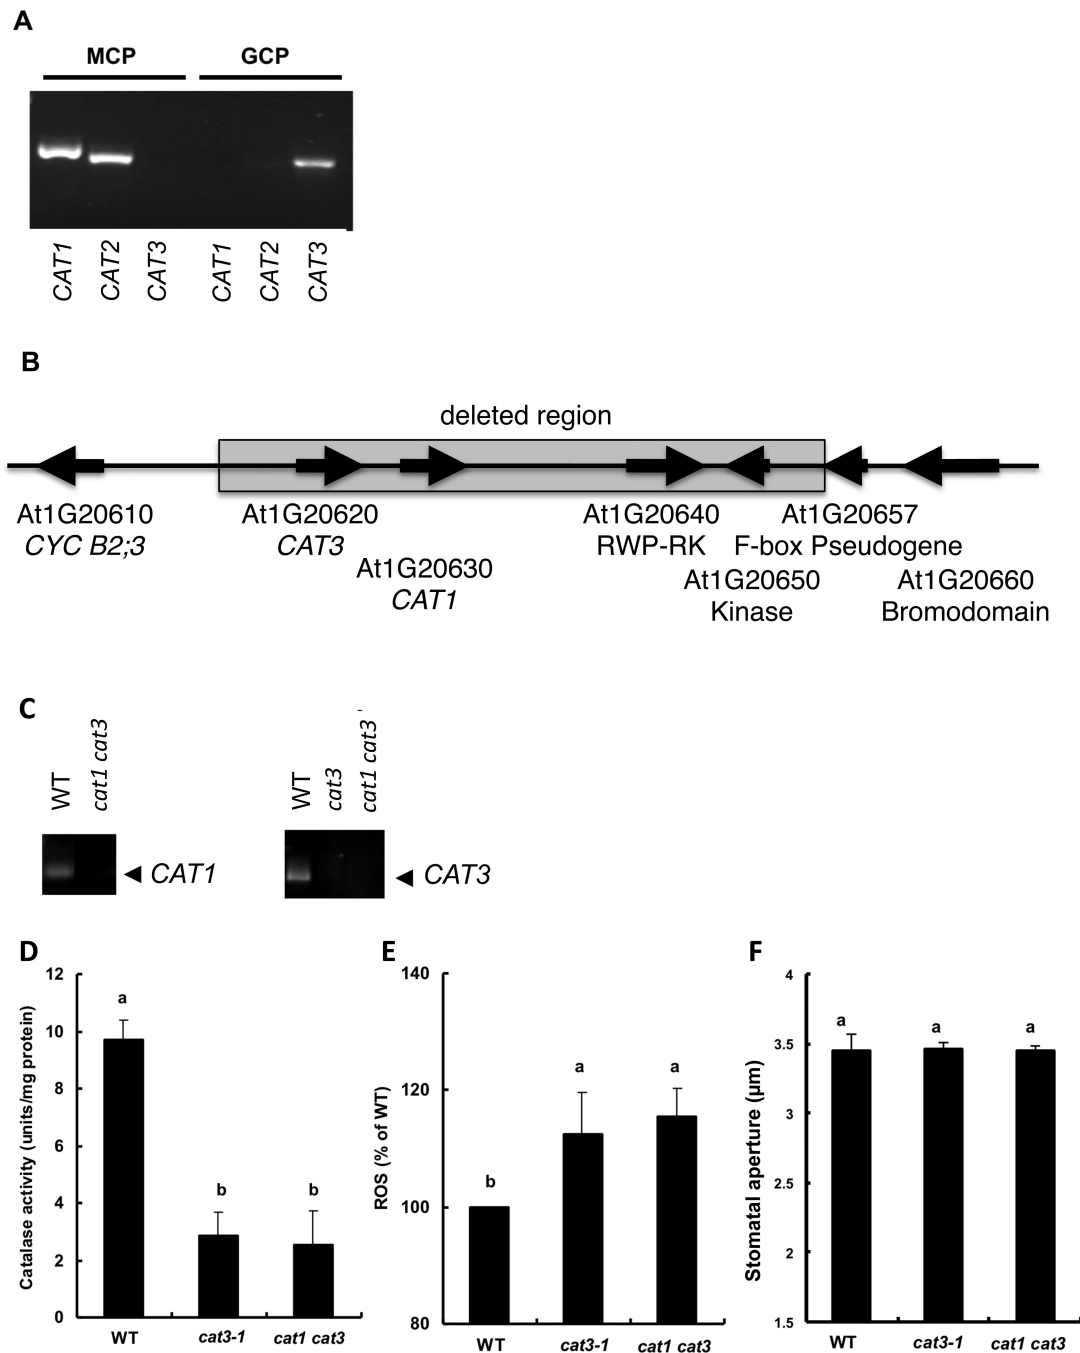 A
MCP GCP
CAT1 CAT2 CAT3 CAT1 CAT2 CAT3
B
deleted region
At1G20610 At1G20620 At1G20640 At1G20657
CYC B2;3 CAT3 RWP-RK F-box Pseudogene
At1G20630 At1G20650 At1G20660
CAT1 Kinase Bromodomain
C
WT cat1 cat3 WT cat3 cat1 cat3
CAT1 CAT3
D
Catalase activity (units/mg protein)
12
10
8
6
4
2
0
a b b
WT cat3-1 cat1 cat3
E
ROS (% of WT)
140
120
100
80
b a a
WT cat3-1 cat1 cat3
F
Stomatal aperture (μm)
4
3.5
3
2.5
2
1.5
a a a
WT cat3-1 cat1 cat3